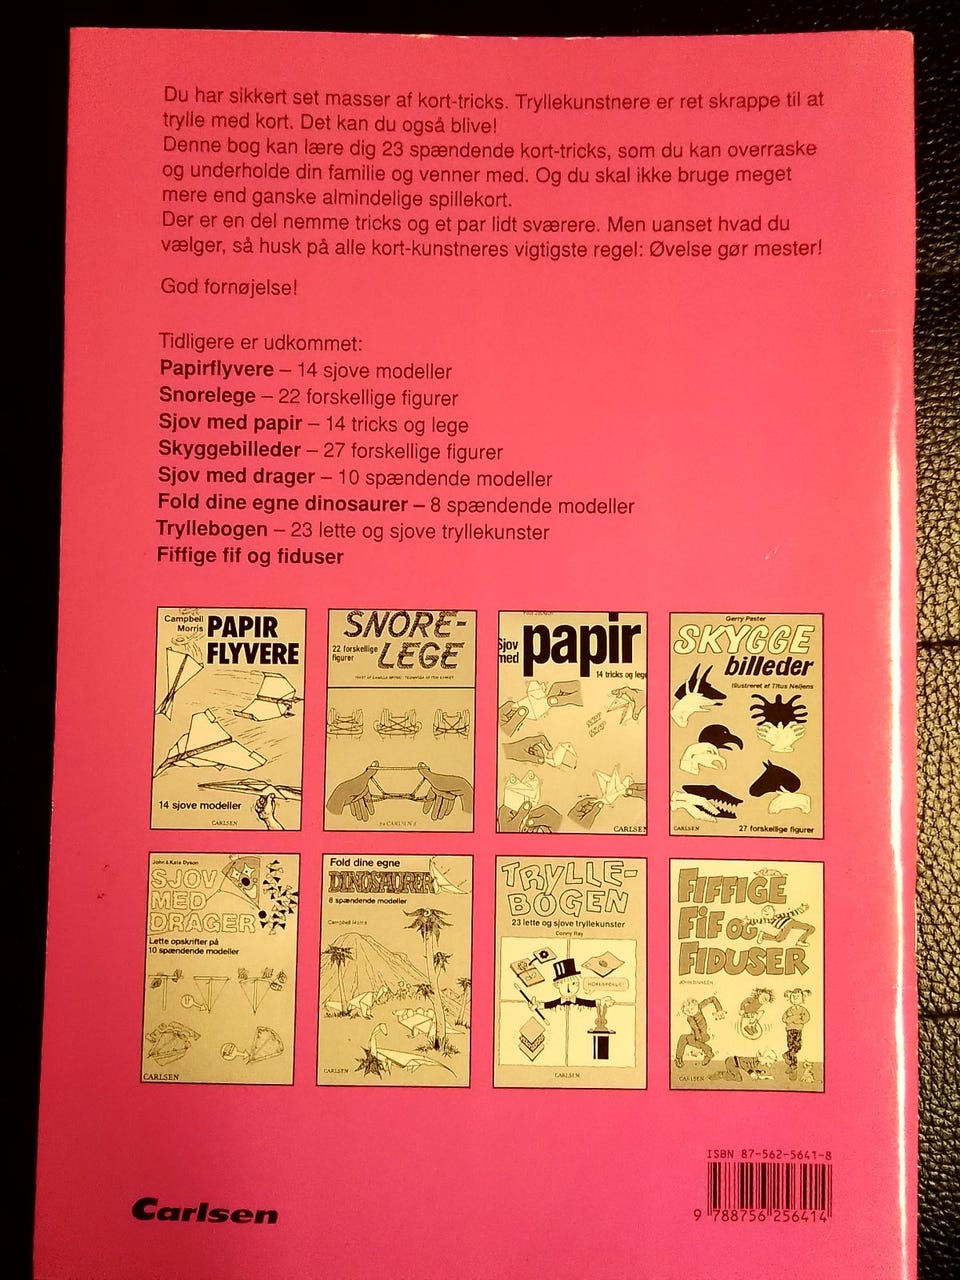 Du har sikkert set masser af kort-tricks. Tryllekunstnere er ret skrappe til at
trylle med kort. Det kan du også blive!
Denne bog kan lære dig 23 spændende kort-tricks, som du kan overraske
og underholde din familie og venner med. Og du skal ikke bruge meget
mere end ganske almindelige spillekort.
Der er en del nemme tricks og et par lidt sværere. Men uanset hvad du
vælger, så husk på alle kort-kunstneres vigtigste regel: Øvelse gør mester!
God fornøjelse!
Tidligere er udkommet:
Papirflyvere – 14 sjove modeller
Snorelege – 22 forskellige figurer
Sjov med papir – 14 tricks og lege
Skyggebilleder – 27 forskellige figurer
Sjov med drager – 10 spændende modeller
Fold dine egne dinosaurer – 8 spændende modeller
Tryllebogen – 23 lette og sjove tryllekunster
Fiffige fif og fiduser
Campbell
Morris
PAPIR
FLYVERE
14 sjove modeller
CARLSEN
SNORE-
LEGE
22 forskellige
figurer
CARLSEN
Sjov
med
papir
14 tricks og lege
CARLSEN
Gerry Pester
SKYGGE
billeder
Illustreret af Titus Neijens
CARLSEN
27 forskellige figurer
John & Kate Dyson
SJOV
MED
DRAGER
Lette opskrifter på
10 spændende modeller
CARLSEN
Fold dine egne
DINOSAURER
8 spændende modeller
Campbell Morris
CARLSEN
TRYLLE-
BOGEN
23 lette og sjove tryllekunster
Conny Ray
CARLSEN
FIFFIGE
FIF OG
FIDUSER
CARLSEN
Carlsen
ISBN 87-562-5641-8
9 788756 256414